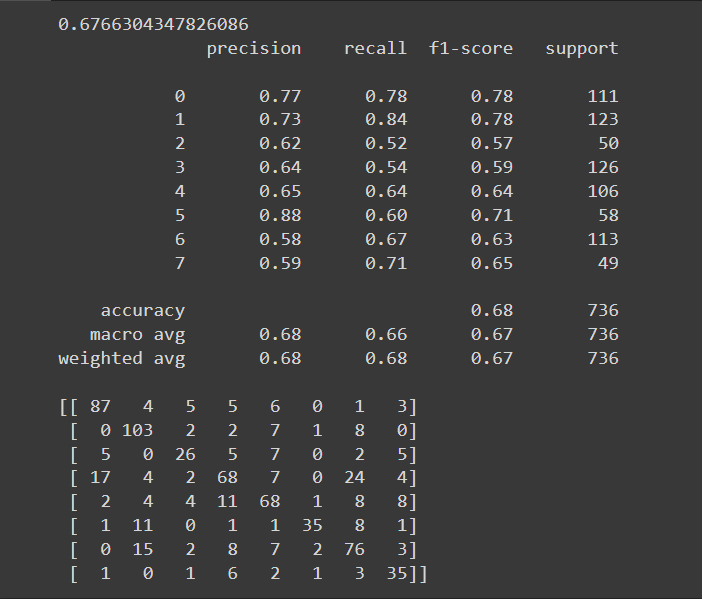 0.6766304347826086
              precision    recall  f1-score   support

           0       0.77      0.78      0.78       111
           1       0.73      0.84      0.78       123
           2       0.62      0.52      0.57        50
           3       0.64      0.54      0.59       126
           4       0.65      0.64      0.64       106
           5       0.88      0.60      0.71        58
           6       0.58      0.67      0.63       113
           7       0.59      0.71      0.65        49

    accuracy                           0.68       736
   macro avg       0.68      0.66      0.67       736
weighted avg       0.68      0.68      0.67       736

[[ 87   4   5   5   6   0   1   3]
 [  0 103   2   2   7   1   8   0]
 [  5   0  26   5   7   0   2   5]
 [ 17   4   2  68   7   0  24   4]
 [  2   4   4  11  68   1   8   8]
 [  1  11   0   1   1  35   8   1]
 [  0  15   2   8   7   2  76   3]
 [  1   0   1   6   2   1   3  35]]